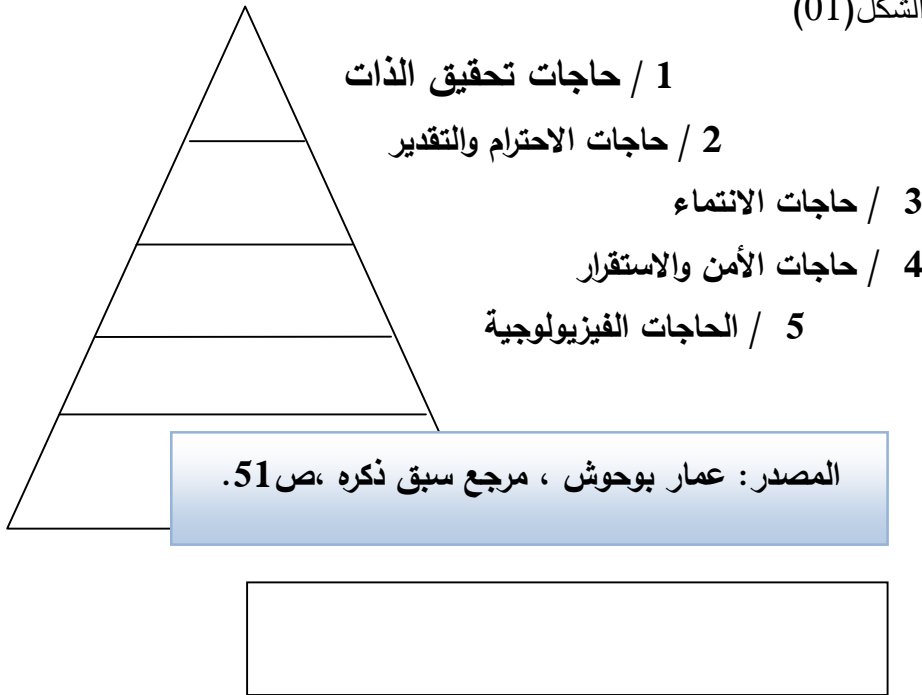 الشكل(01)
1 / حاجات تحقيق الذات
2 / حاجات الاحترام والتقدير
3 / حاجات الانتماء
4 / حاجات الأمن والاستقرار
5 / الحاجات الفيزيولوجية
المصدر: عمار بوحوش ، مرجع سبق ذكره ،ص51.